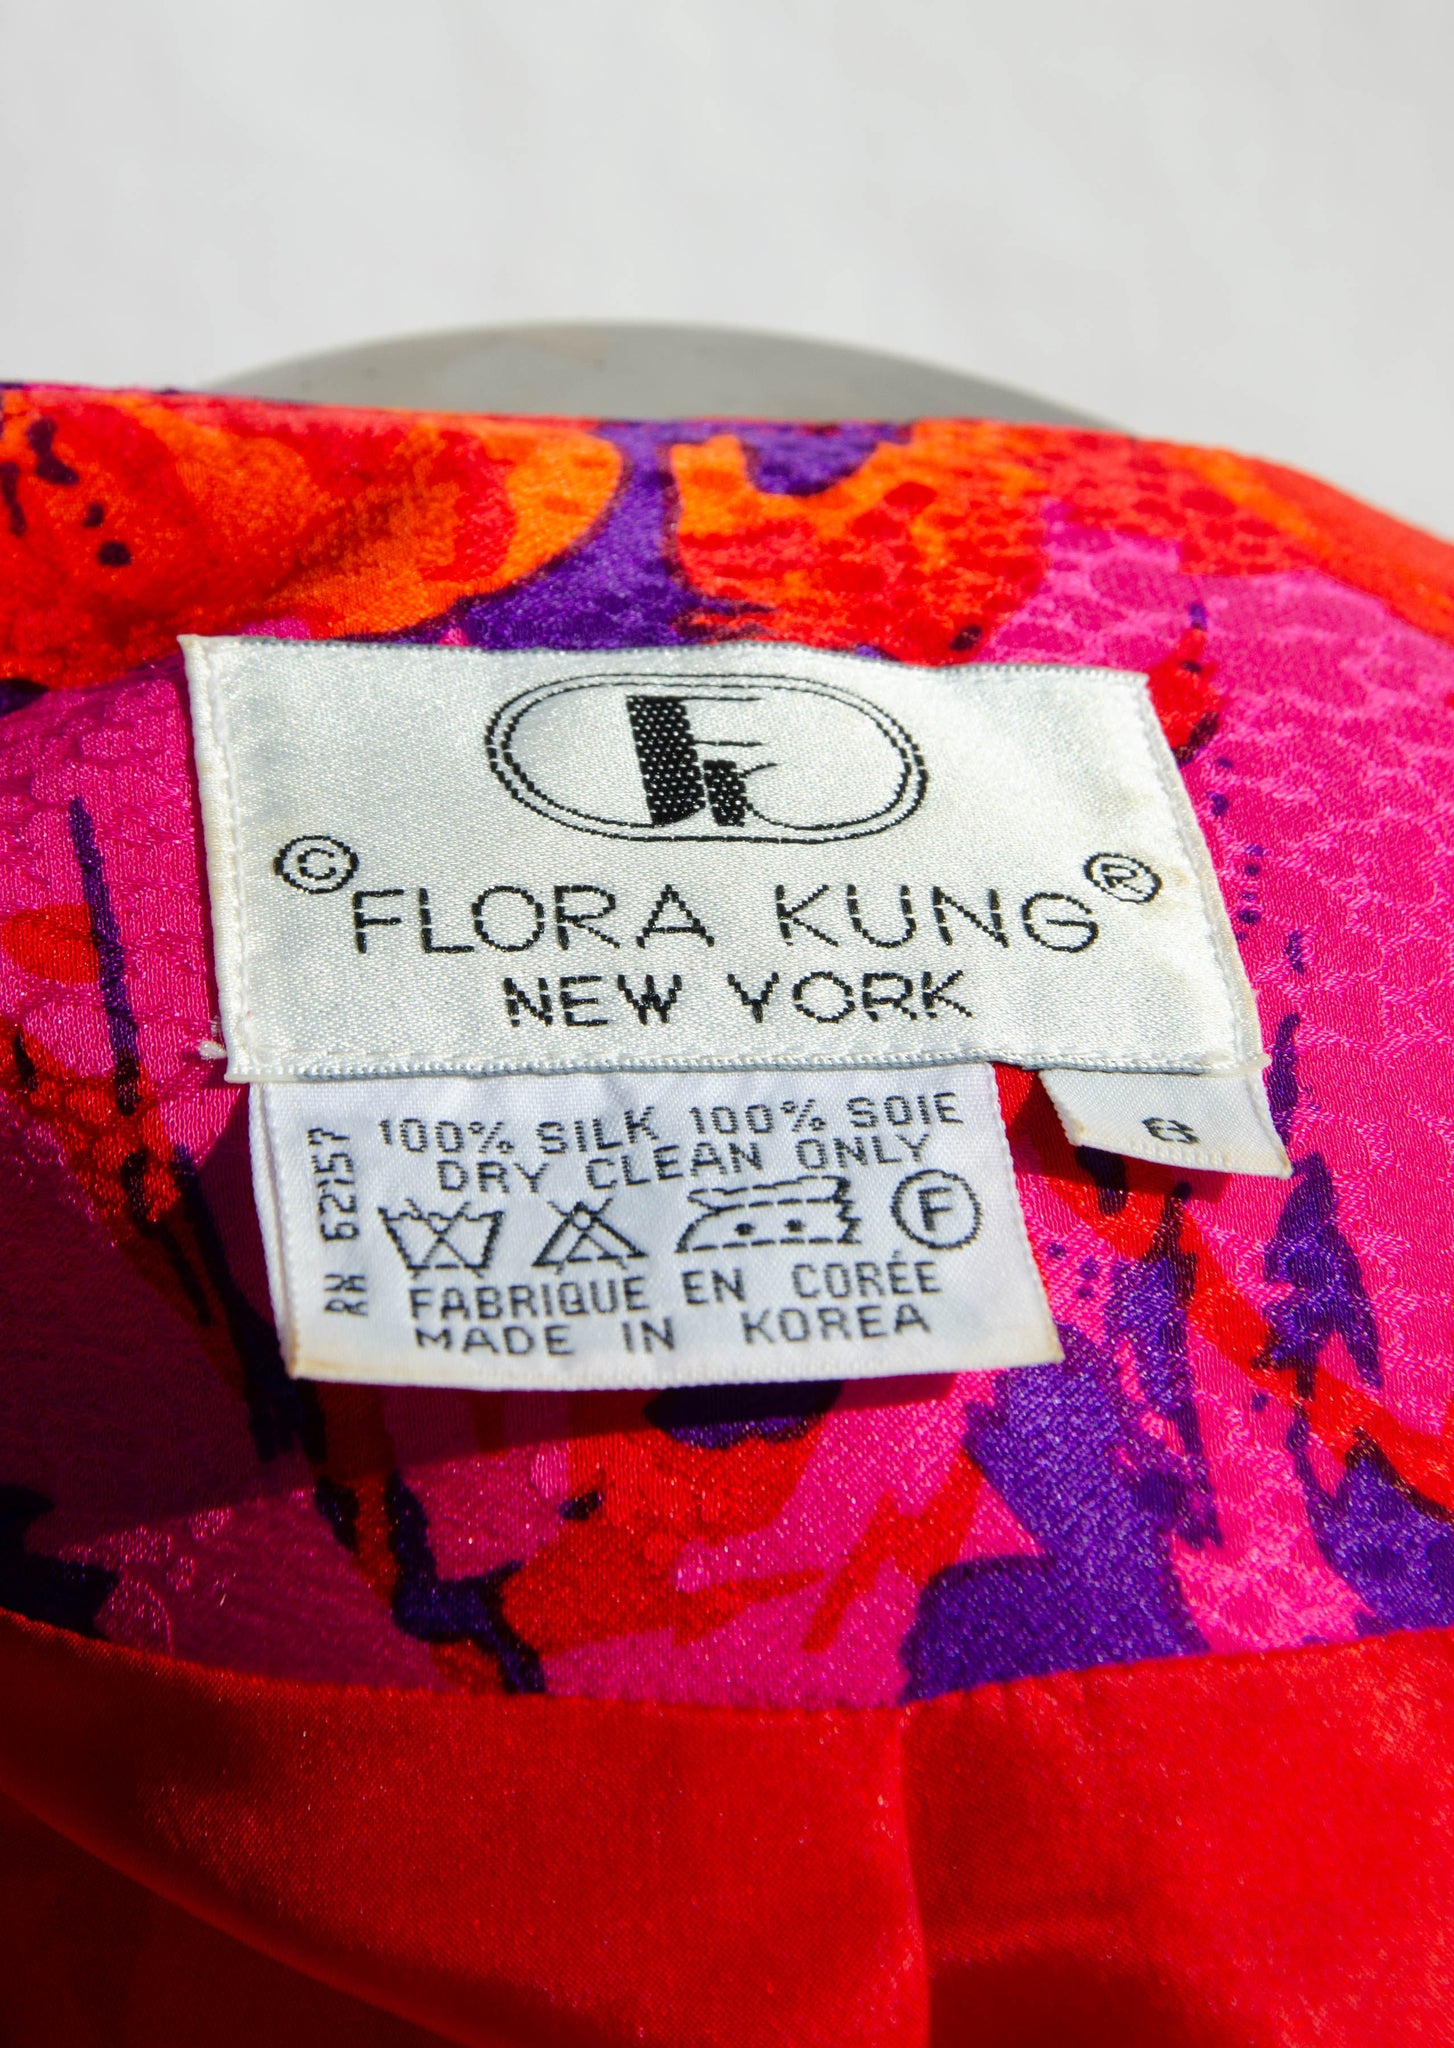 FK
© FLORA KUNG ®
NEW YORK
100% SILK 100% SOIE
DRY CLEAN ONLY
F
FABRIQUE EN CORÉE
MADE IN KOREA
RN 62157